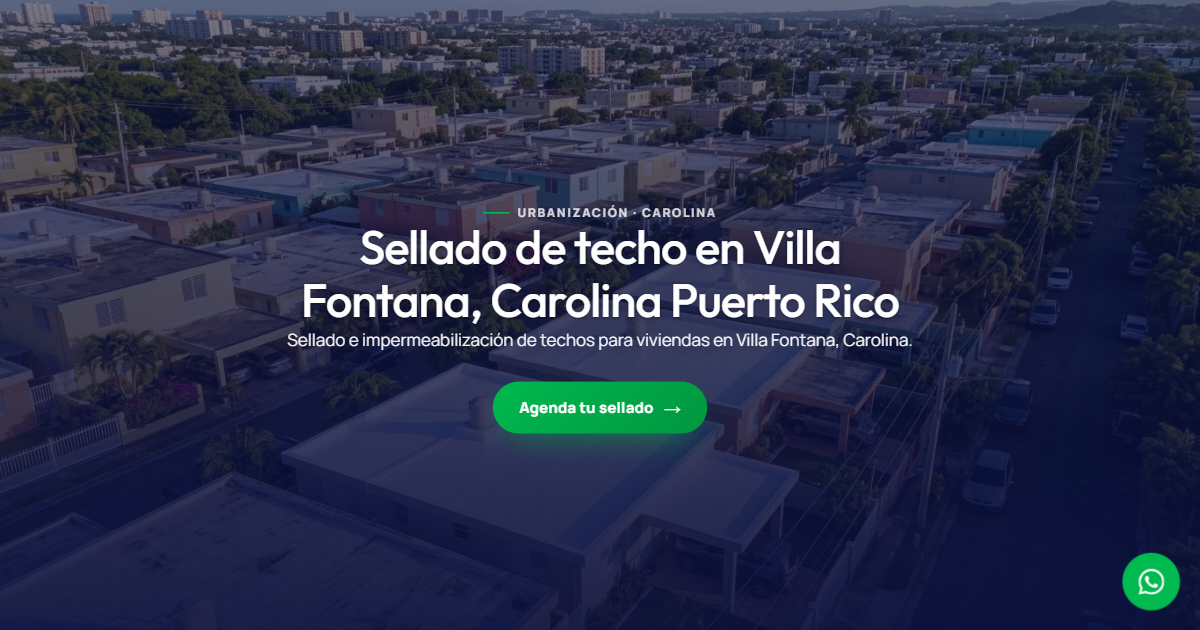 URBANIZACIÓN · CAROLINA
Sellado de techo en Villa
Fontana, Carolina Puerto Rico
Sellado e impermeabilización de techos para viviendas en Villa Fontana, Carolina.
Agenda tu sellado →